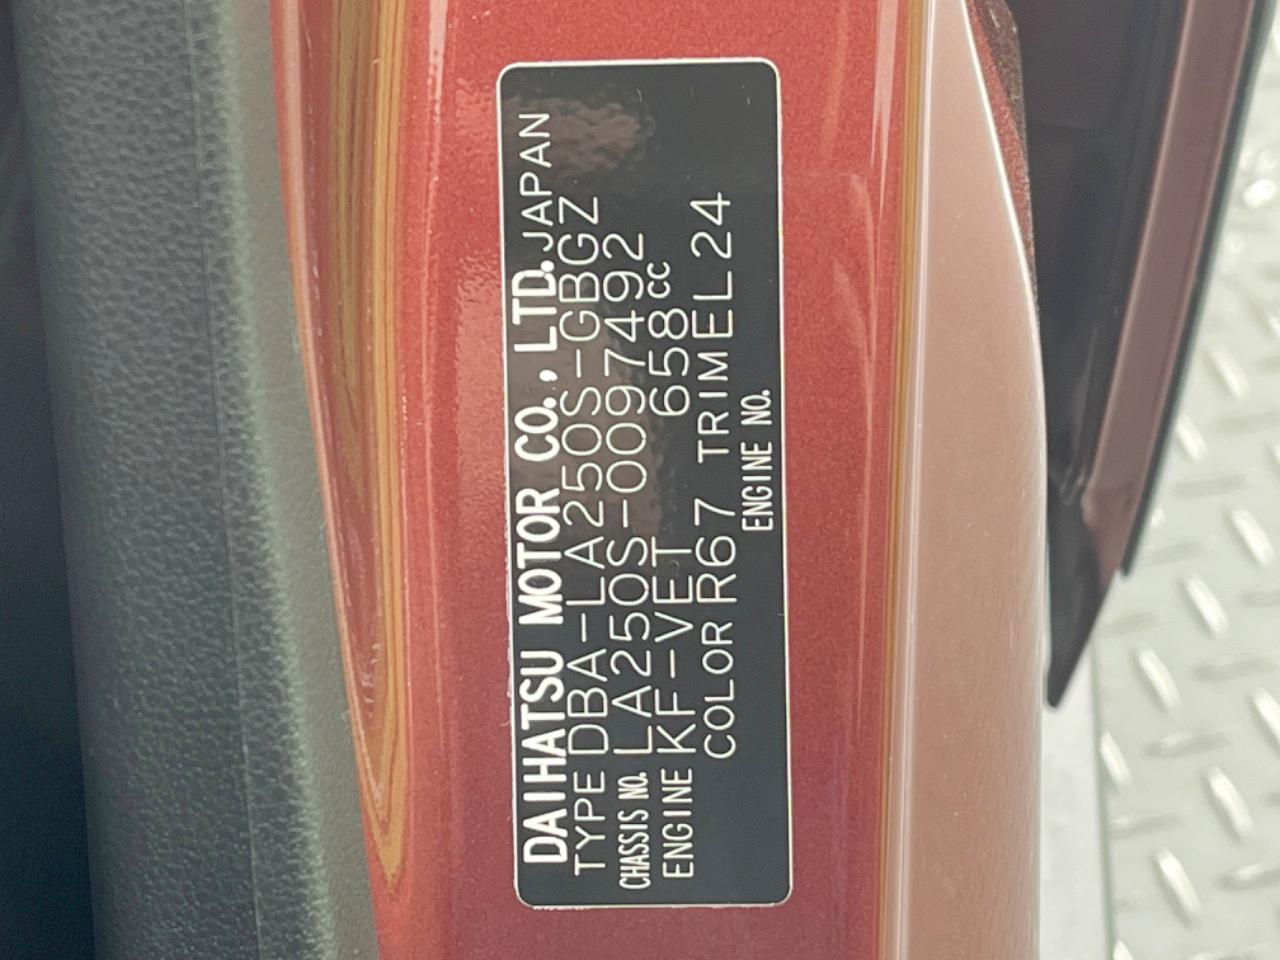 DAIHATSU MOTOR CO., LTD. JAPAN
TYPE DBA-LA250S-GBGZ
CHASSIS NO. LA250S-0097492
ENGINE KF-VET 658cc
COLOR R67 TRIM EL24
ENGINE NO.